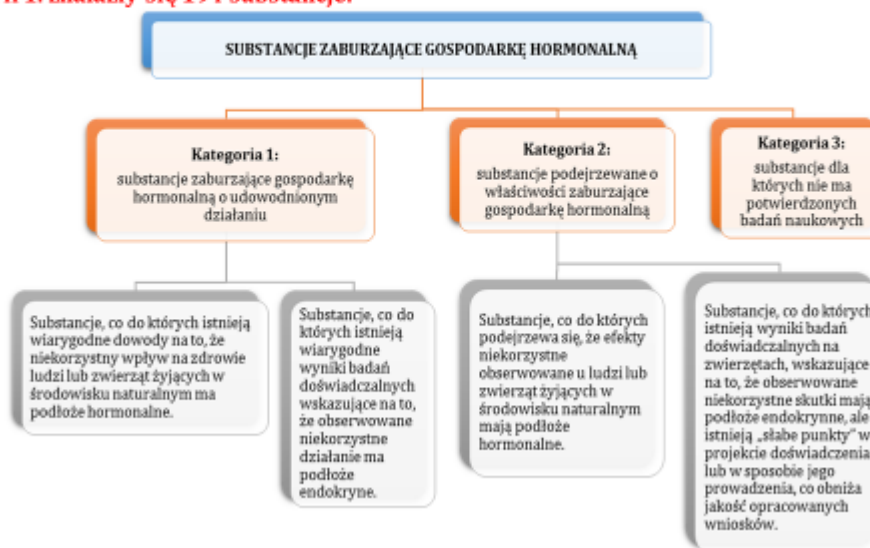 znalazły się 194 substancje.
SUBSTANCJE ZABURZAJĄCE GOSPODARKĘ HORMONALNĄ
Kategoria 1:
substancje zaburzające gospodarkę
hormonalną o udowodnionym
działaniu
Kategoria 2:
substancje podejrzewane o
właściwości zaburzające
gospodarkę hormonalną
Kategoria 3:
substancje dla
których nie ma
potwierdzonych
badań naukowych
Substancje, co do których istnieją
wiarygodne dowody na to, że
niekorzystny wpływ na zdrowie
ludzi lub zwierząt żyjących w
środowisku naturalnym ma
podłoże hormonalne.
Substancje, co do
których istnieją
wiarygodne
wyniki badań
doświadczalnych
wskazujące na to,
że obserwowane
niekorzystne
działanie ma
podłoże
endokryne.
Substancje, co do których
podejrzewa się, że efekty
niekorzystne
obserwowane u ludzi lub
zwierząt żyjących w
środowisku naturalnym
mają podłoże
hormonalne.
Substancje, co do których
istnieją wyniki badań
doświadczalnych na
zwierzętach, wskazujące
na to, że obserwowane
niekorzystne skutki mają
podłoże endokrynne, ale
istnieją „słabe punkty" w
projekcie doświadczenia
lub w sposobie jego
prowadzenia, co obniża
jakość opracowanych
wniosków.